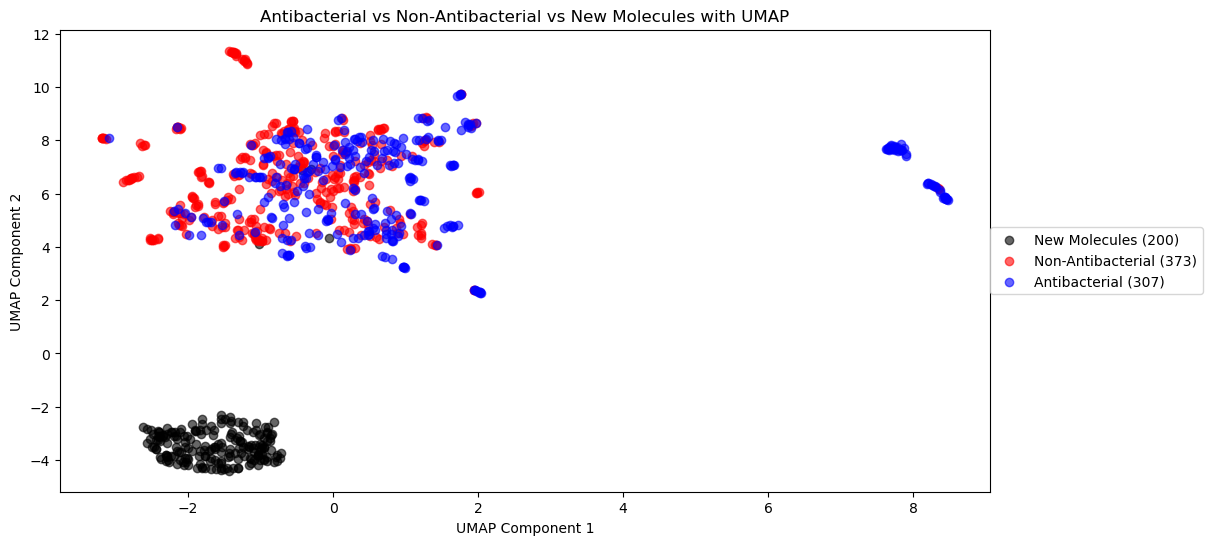 Antibacterial vs Non-Antibacterial vs New Molecules with UMAP
12
10
8
6
4
2
0
−2
−4
UMAP Component 2
−2 0 2 4 6 8
UMAP Component 1
New Molecules (200)
Non-Antibacterial (373)
Antibacterial (307)